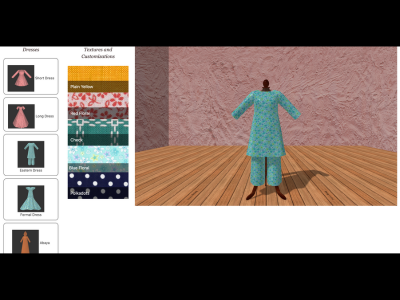 Dresses
Short Dress
Long Dress
Eastern Dress
Formal Dress
Abaya
Textures and
Customizations
Plain Yellow
Red Floral
Check
Blue Floral
Polkadots